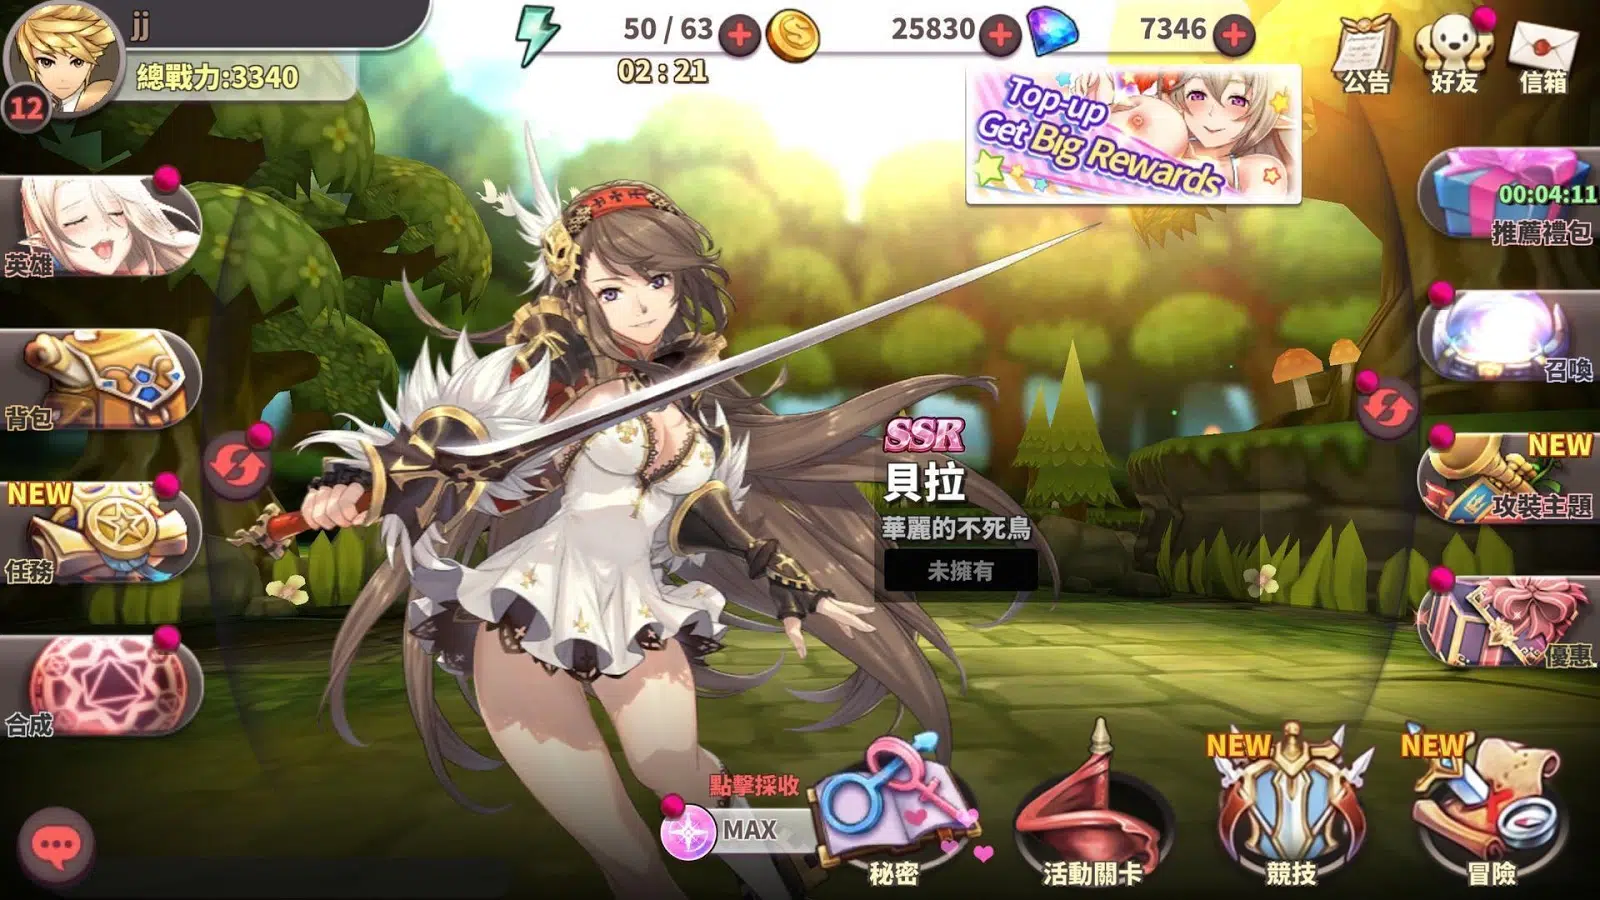 jj
50 / 63
25830
7346
總戰力:3340
02 : 21
12
公告
好友
信箱
Top-up
Get Big Rewards
英雄
00:04:11
推薦禮包
背包
召喚
SSR
貝拉
華麗的不死鳥
未擁有
NEW
任務
NEW
攻裝主題
合成
優惠
點擊採收
MAX
秘密
活動關卡
NEW
競技
NEW
冒險